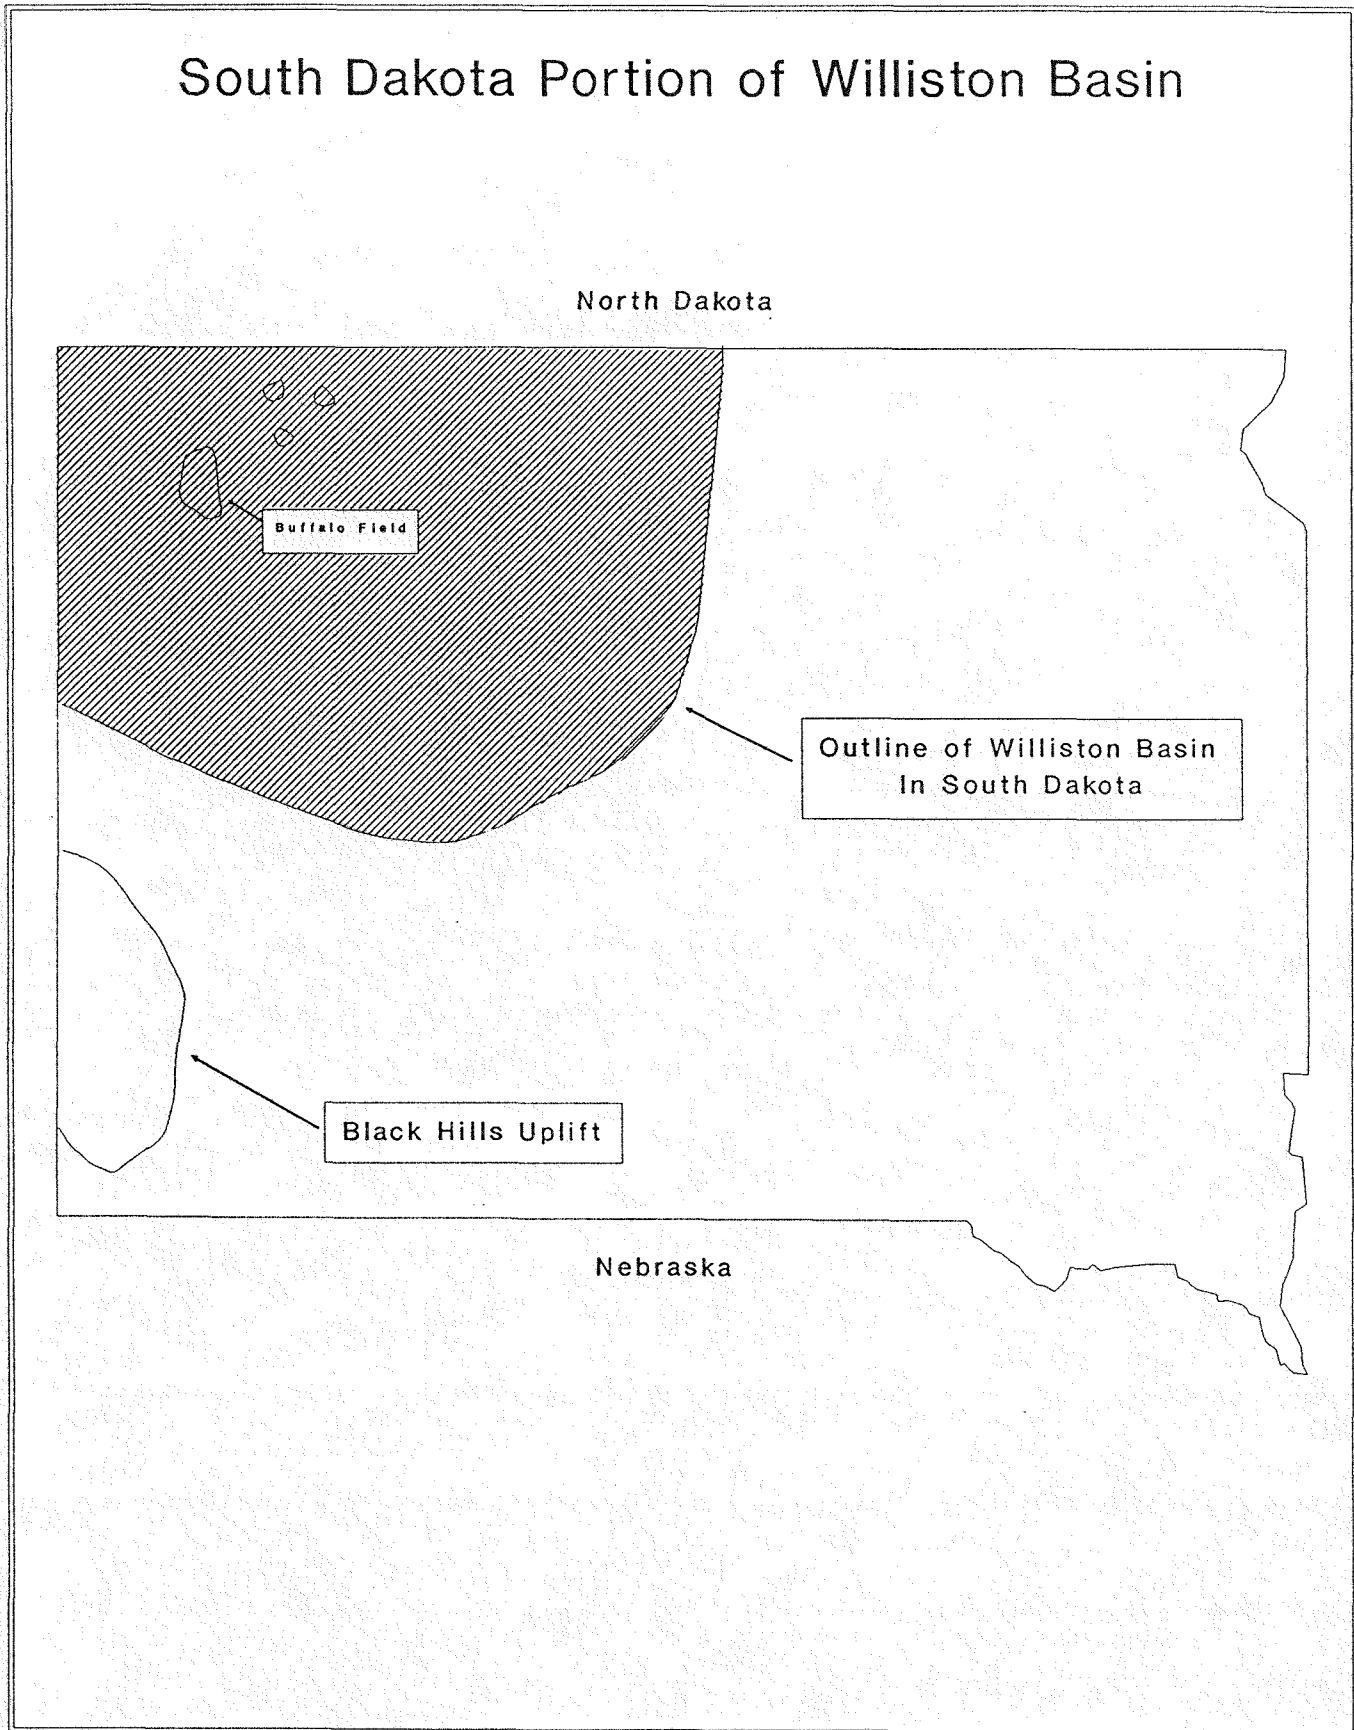 South Dakota Portion of Williston Basin
North Dakota
Buffalo Field
Outline of Williston Basin
In South Dakota
Black Hills Uplift
Nebraska